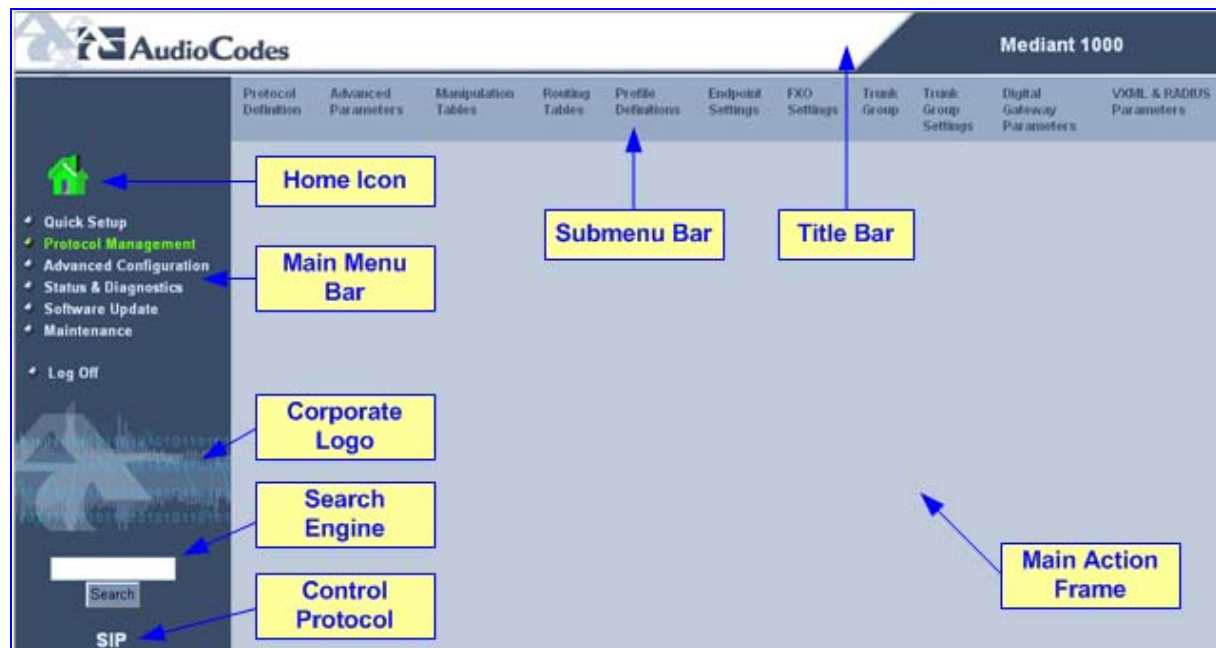 AudioCodes
Mediant 1000
Protocol Definition
Advanced Parameters
Manipulation Tables
Routing Tables
Profile Definitions
Endpoint Settings
FXO Settings
Trunk Group
Trunk Group Settings
Digital Gateway Parameters
VXML & RADIUS Parameters
Home Icon
Submenu Bar
Title Bar
Quick Setup
Protocol Management
Advanced Configuration
Status & Diagnostics
Software Update
Maintenance
Main Menu
Bar
Log Off
Corporate
Logo
Search
Engine
Search
Main Action
Frame
Control
Protocol
SIP